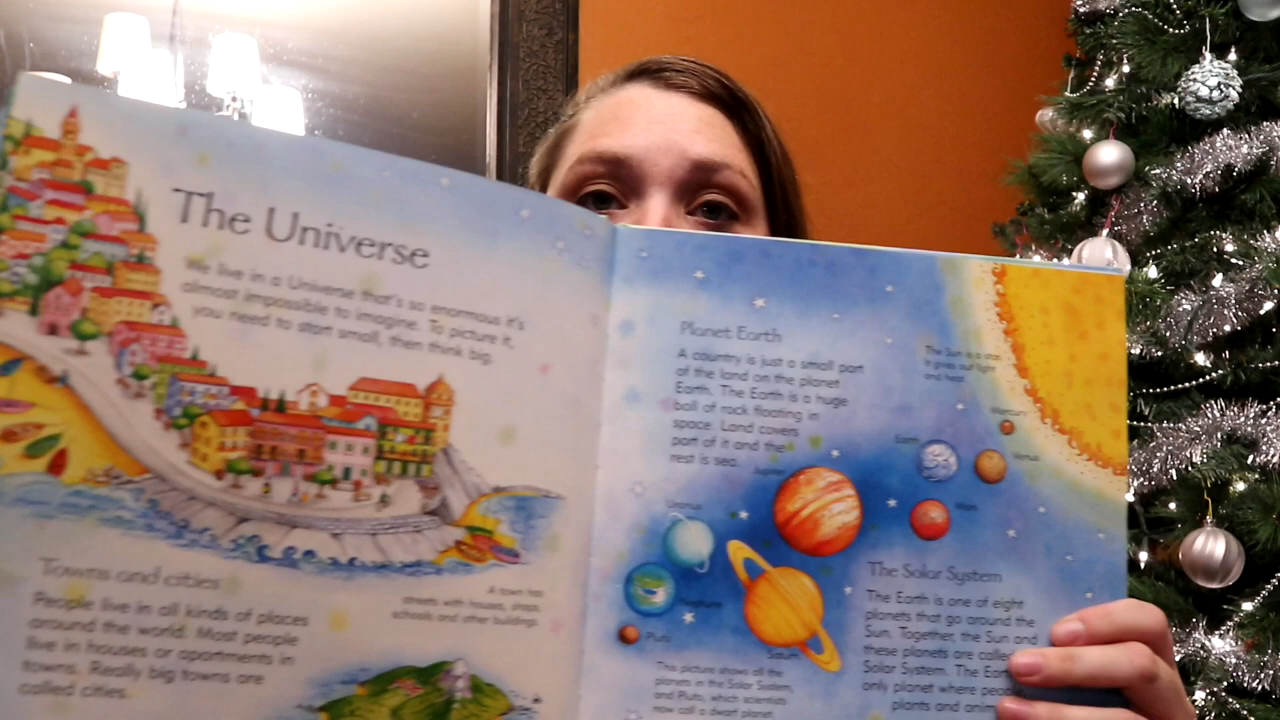 The Universe
We live in a Universe that's so enormous it's
almost impossible to imagine. To picture it,
you need to start small, then think big.
Towns and cities
People live in all kinds of places
around the world. Most people
live in houses or apartments in
towns. Really big towns are
called cities.
A town has
streets with houses, shops,
schools and other buildings.
Planet Earth
A country is just a small part
of the land on the planet
Earth. The Earth is a huge
ball of rock floating in
space. Land covers
part of it and the
rest is sea.
The Sun is a star.
It gives out light
and heat.
Mercury
Venus
Earth
Mars
Jupiter
Uranus
Neptune
Saturn
Pluto
This picture shows all the
planets in the Solar System,
and Pluto, which scientists
now call a dwarf planet.
The Solar System
The Earth is one of eight
planets that go around the
Sun. Together, the Sun and
these planets are called
Solar System. The Earth
only planet where
plants and